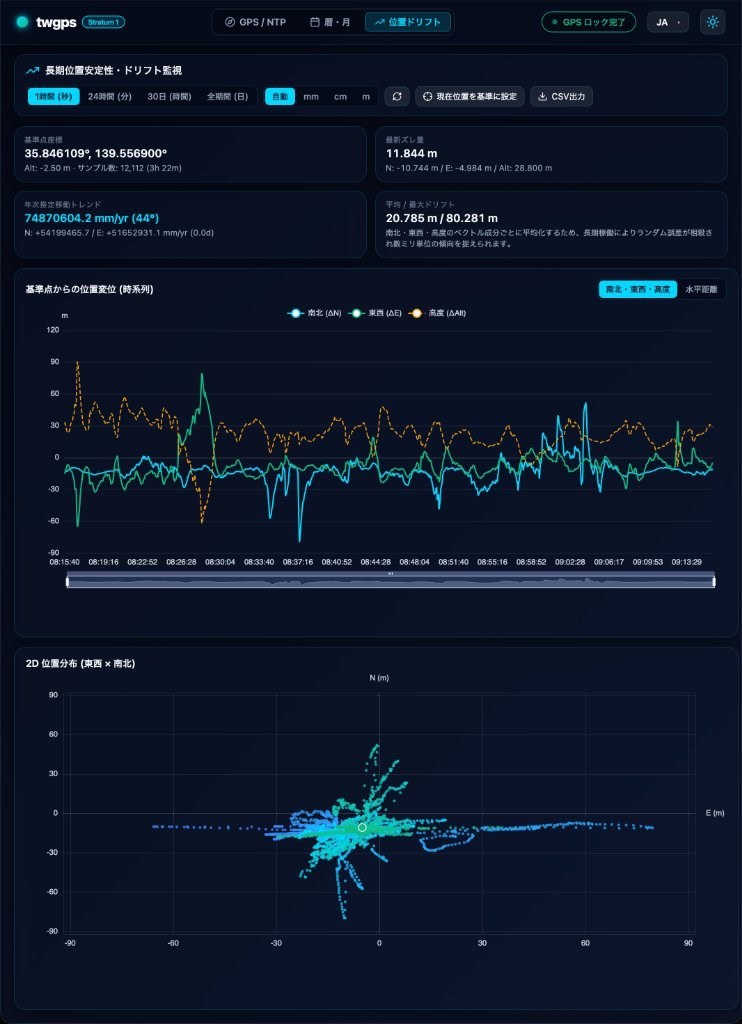 twgps Stratum 1 GPS / NTP 暦・月 位置ドリフト GPS ロック完了 JA
長期位置安定性・ドリフト監視
1時間 (秒) 24時間 (分) 30日 (時間) 全期間 (日) 自動 mm cm m 現在位置を基準に設定 CSV出力
基準点座標
35.846109°, 139.556900°
Alt: -2.50 m · サンプル数: 12,112 (3h 22m)
最新ズレ量
11.844 m
N: -10.744 m / E: -4.984 m / Alt: 28.800 m
年次推定移動トレンド
74870604.2 mm/yr (44°)
N: +54199465.7 / E: +51652931.1 mm/yr (0.0d)
平均 / 最大ドリフト
20.785 m / 80.281 m
南北・東西・高度のベクトル成分ごとに平均化するため、長期稼働によりランダム誤差が相殺さ
れ数ミリ単位の傾向を捉えられます。
基準点からの位置変位 (時系列)
南北・東西・高度 水平距離
南北 (ΔN) 東西 (ΔE) 高度 (ΔAlt)
m
120
90
60
30
0
-30
-60
-90
08:15:40 08:19:16 08:22:52 08:26:28 08:30:04 08:33:40 08:37:16 08:40:52 08:44:28 08:48:04 08:51:40 08:55:16 08:58:52 09:02:28 09:06:17 09:09:53 09:13:29
2D 位置分布 (東西 × 南北)
N (m)
90
60
30
0
-30
-60
-90
E (m)
-90 -60 -30 0 30 60 90